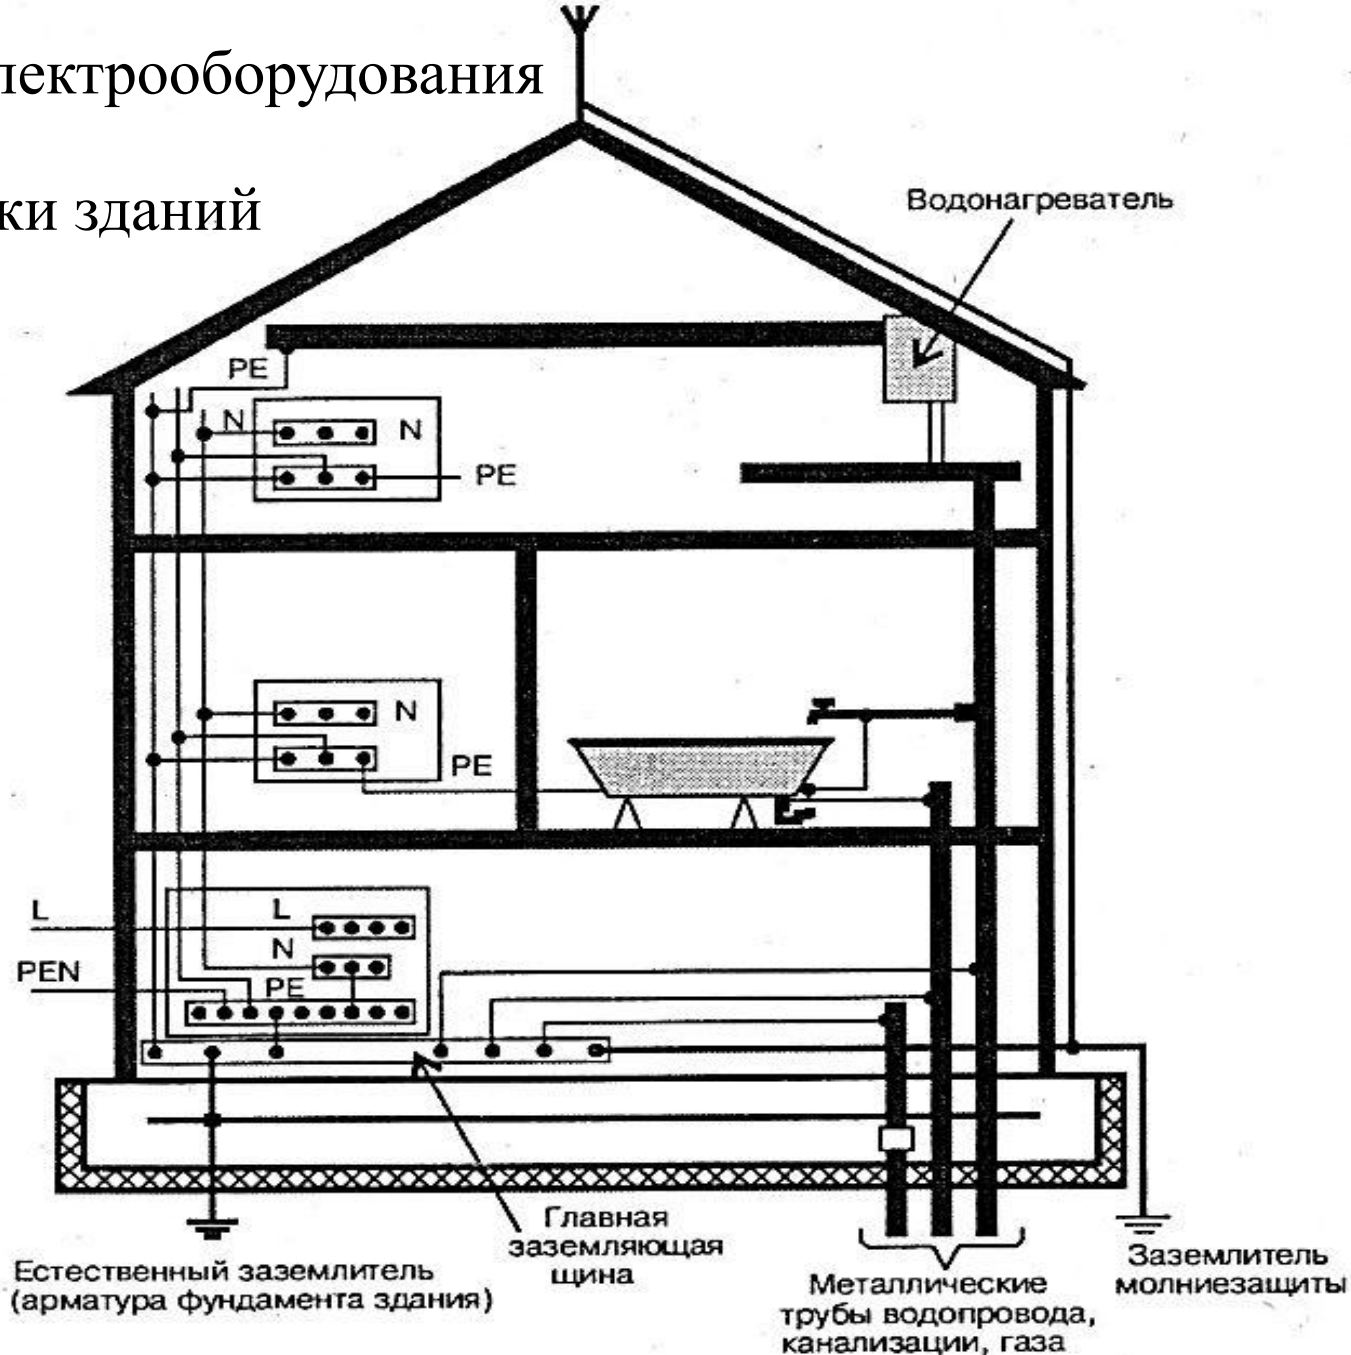 лектрооборудования
ки зданий
Водонагреватель
PE
N
N
PE
N
PE
L
L
N
PEN
PE
Главная
заземляющая
щина
Естественный заземлитель
(арматура фундамента здания)
Металлические
трубы водопровода,
канализации, газа
Заземлитель
молниезащиты